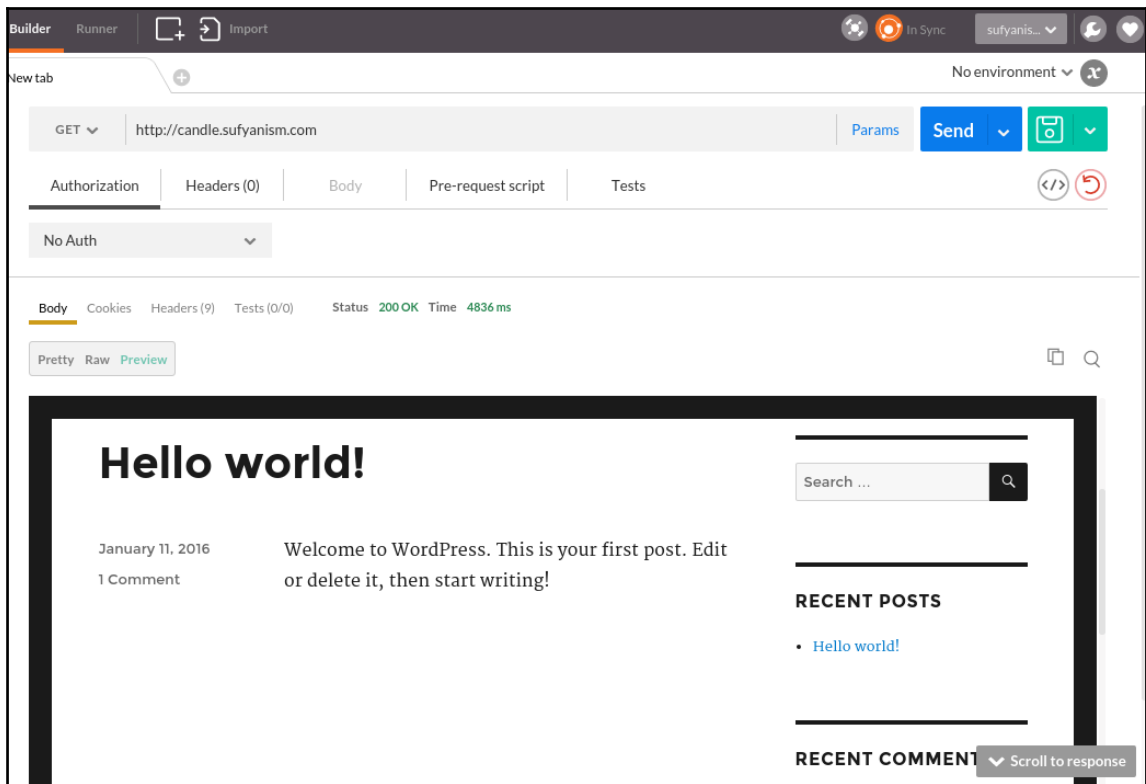 Builder Runner Import In Sync sufyanis...
New tab No environment x
GET http://candle.sufyanism.com Params Send
Authorization Headers (0) Body Pre-request script Tests
No Auth
Body Cookies Headers (9) Tests (0/0) Status 200 OK Time 4836 ms
Pretty Raw Preview
Hello world!
Search ...
January 11, 2016 Welcome to WordPress. This is your first post. Edit
1 Comment or delete it, then start writing!
RECENT POSTS
• Hello world!
RECENT COMMENT
Scroll to response